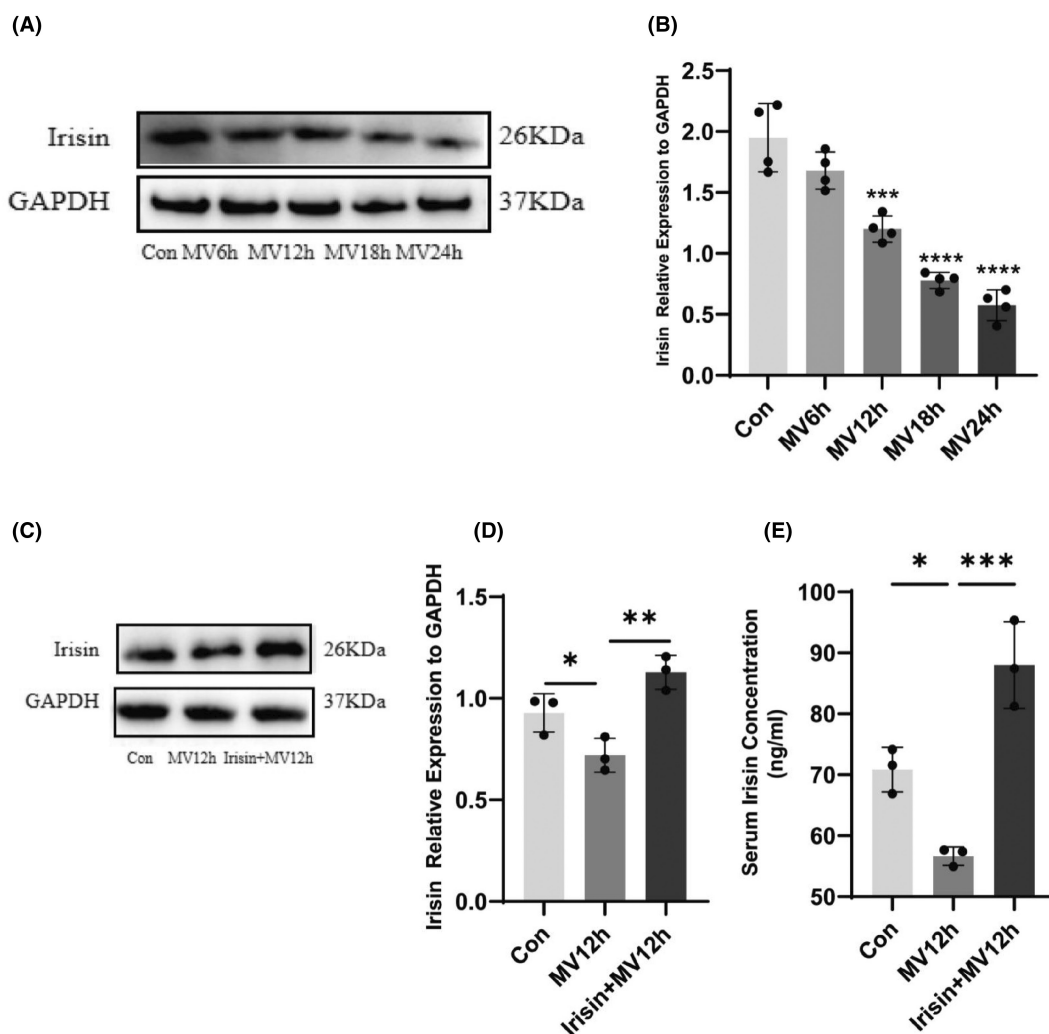 (A)
Irisin 26KDa
GAPDH 37KDa
Con MV6h MV12h MV18h MV24h
(B)
Irisin Relative Expression to GAPDH
2.5
2.0
1.5
1.0
0.5
0.0
***
****
****
Con
MV6h
MV12h
MV18h
MV24h
(C)
Irisin 26KDa
GAPDH 37KDa
Con MV12h Irisin+MV12h
(D)
Irisin Relative Expression to GAPDH
1.5
1.0
0.5
0.0
*
**
Con
MV12h
Irisin+MV12h
(E)
Serum Irisin Concentration
(ng/ml)
100
90
80
70
60
50
*
***
Con
MV12h
Irisin+MV12h